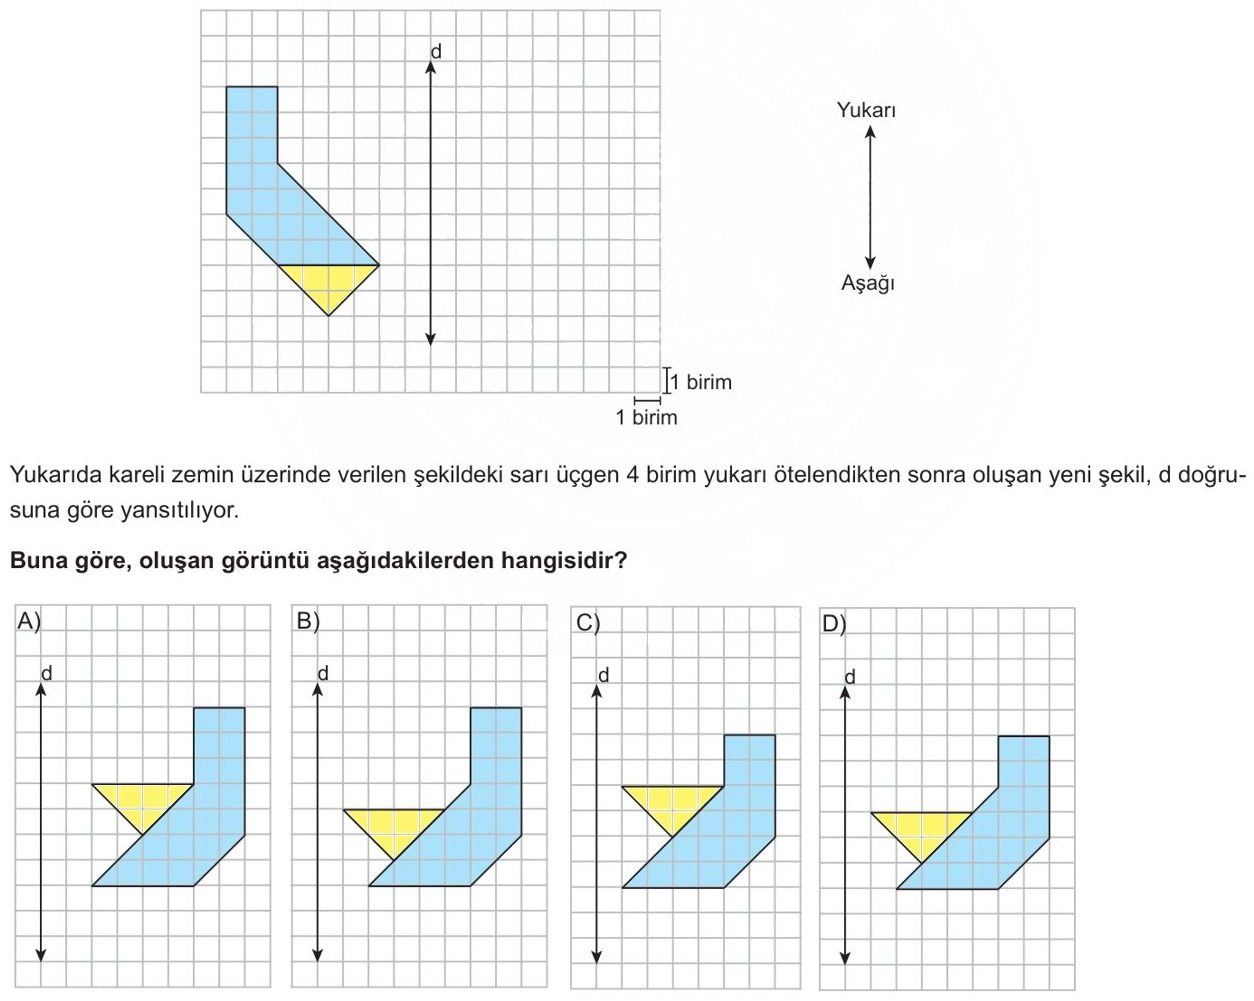 d
Yukarı
Aşağı
1 birim
1 birim
Yukarıda kareli zemin üzerinde verilen şekildeki sarı üçgen 4 birim yukarı ötelendikten sonra oluşan yeni şekil, d doğru-
suna göre yansıtılıyor.
Buna göre, oluşan görüntü aşağıdakilerden hangisidir?
A)
d
B)
d
C)
d
D)
d